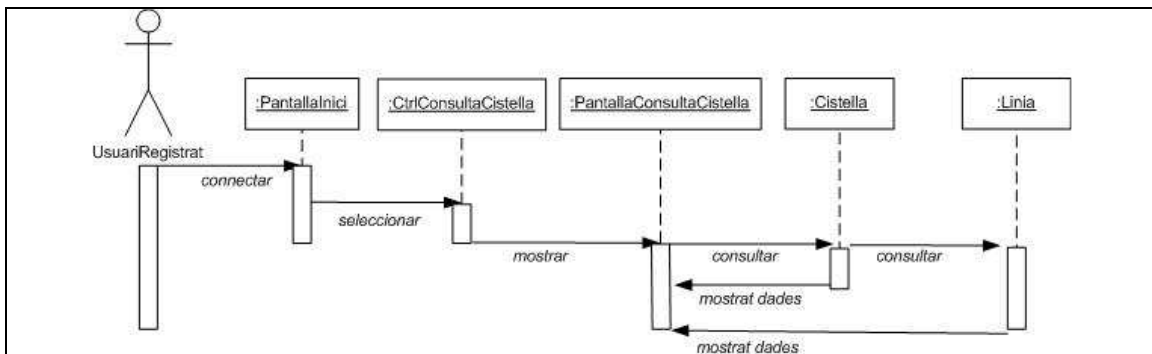 :PantallaInici
:CtrlConsultaCistella
:PantallaConsultaCistella
:Cistella
:Linia
UsuariRegistrat
connectar
seleccionar
mostrar
consultar
consultar
mostrat dades
mostrat dades